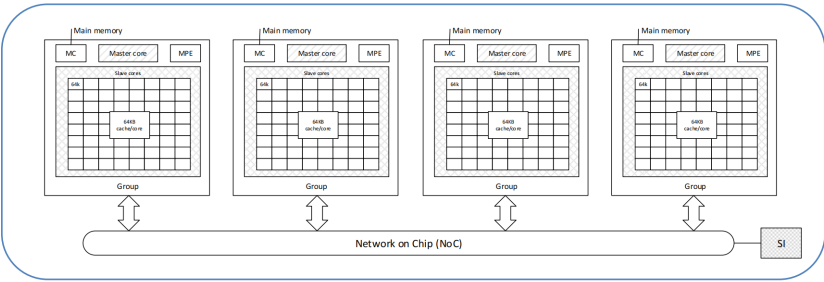 Main memory
MC Master core MPE
Slave cores
64k
64KB
cache/core
Group
Main memory
MC Master core MPE
Slave cores
64k
64KB
cache/core
Group
Main memory
MC Master core MPE
Slave cores
64k
64KB
cache/core
Group
Main memory
MC Master core MPE
Slave cores
64k
64KB
cache/core
Group
Network on Chip (NoC)
SI